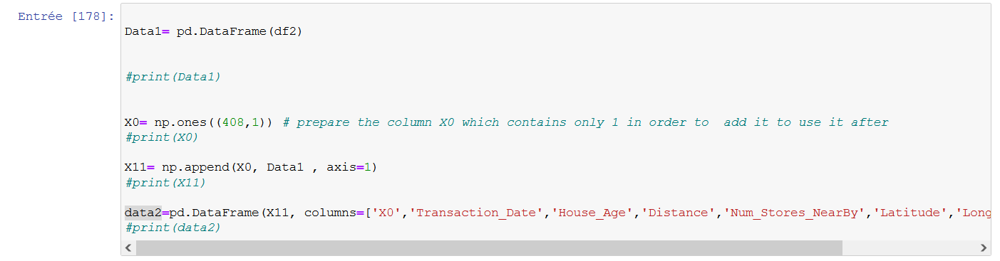 Entrée [178]:
Data1= pd.DataFrame(df2)
#print(Data1)
X0= np.ones((408,1)) # prepare the column X0 which contains only 1 in order to  add it to use it after
#print(X0)
X11= np.append(X0, Data1 , axis=1)
#print(X11)
data2=pd.DataFrame(X11, columns=['X0','Transaction_Date','House_Age','Distance','Num_Stores_NearBy','Latitude','Long
#print(data2)